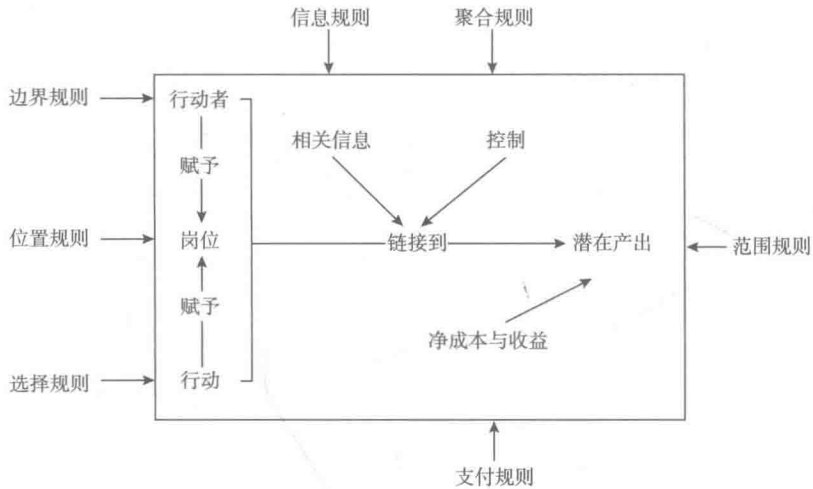 信息规则
聚合规则
边界规则
行动者
相关信息
控制
赋予
位置规则
岗位
链接到
潜在产出
范围规则
赋予
净成本与收益
选择规则
行动
支付规则